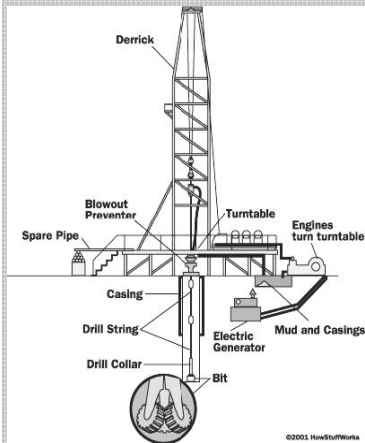 Derrick
Blowout
Preventer
Turntable
Spare Pipe
Engines
turn turntable
Casing
Drill String
Electric
Generator
Mud and Casings
Drill Collar
Bit
©2001 HowStuffWorks